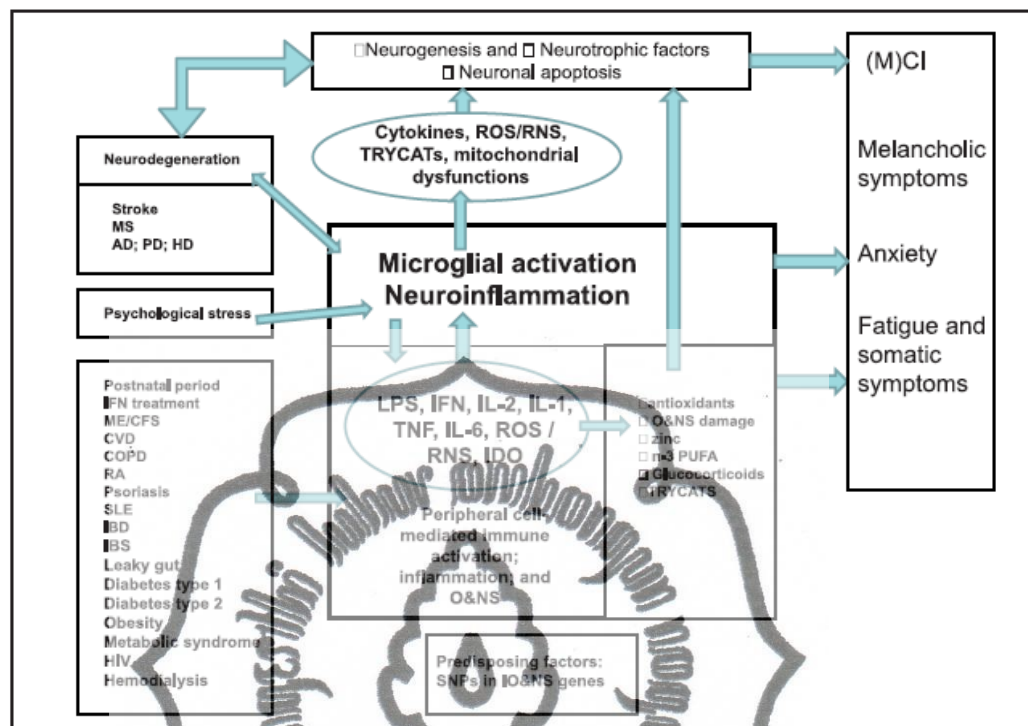 □Neurogenesis and □ Neurotrophic factors
□ Neuronal apoptosis
(M)CI
Melancholic
symptoms
Anxiety
Fatigue and
somatic
symptoms
Cytokines, ROS/RNS,
TRYCATs, mitochondrial
dysfunctions
Neurodegeneration
Stroke
MS
AD; PD; HD
Microglial activation
Neuroinflammation
Psychological stress
Postnatal period
IFN treatment
ME/CFS
CVD
COPD
RA
Psoriasis
SLE
IBD
IBS
Leaky gut
Diabetes type 1
Diabetes type 2
Obesity
Metabolic syndrome
HIV
Hemodialysis
LPS, IFN, IL-2, IL-1,
TNF, IL-6, ROS /
RNS, IDO
Peripheral cell-
mediated immune
activation;
inflammation; and
O&NS
□antioxidants
□ O&NS damage
□ zinc
□ n-3 PUFA
□ Glucocorticoids
□ TRYCATS
Predisposing factors:
SNPs in IO&NS genes